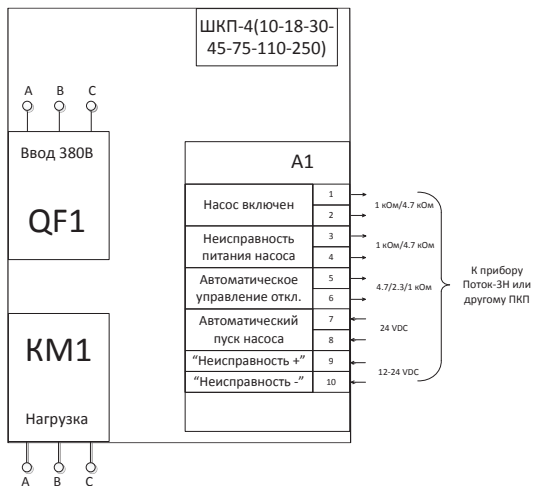 ШКП-4(10-18-30-
45-75-110-250)
A B C
Ввод 380В
QF1
A1
Насос включен
1
2
1 кОм/4.7 кОм
Неисправность
питания насоса
3
4
1 кОм/4.7 кОм
Автоматическое
управление откл.
5
6
4.7/2.3/1 кОм
Автоматический
пуск насоса
7
8
24 VDC
“Неисправность +”
9
“Неисправность -”
10
12-24 VDC
К прибору
Поток-3Н или
другому ПКП
КМ1
Нагрузка
A B C